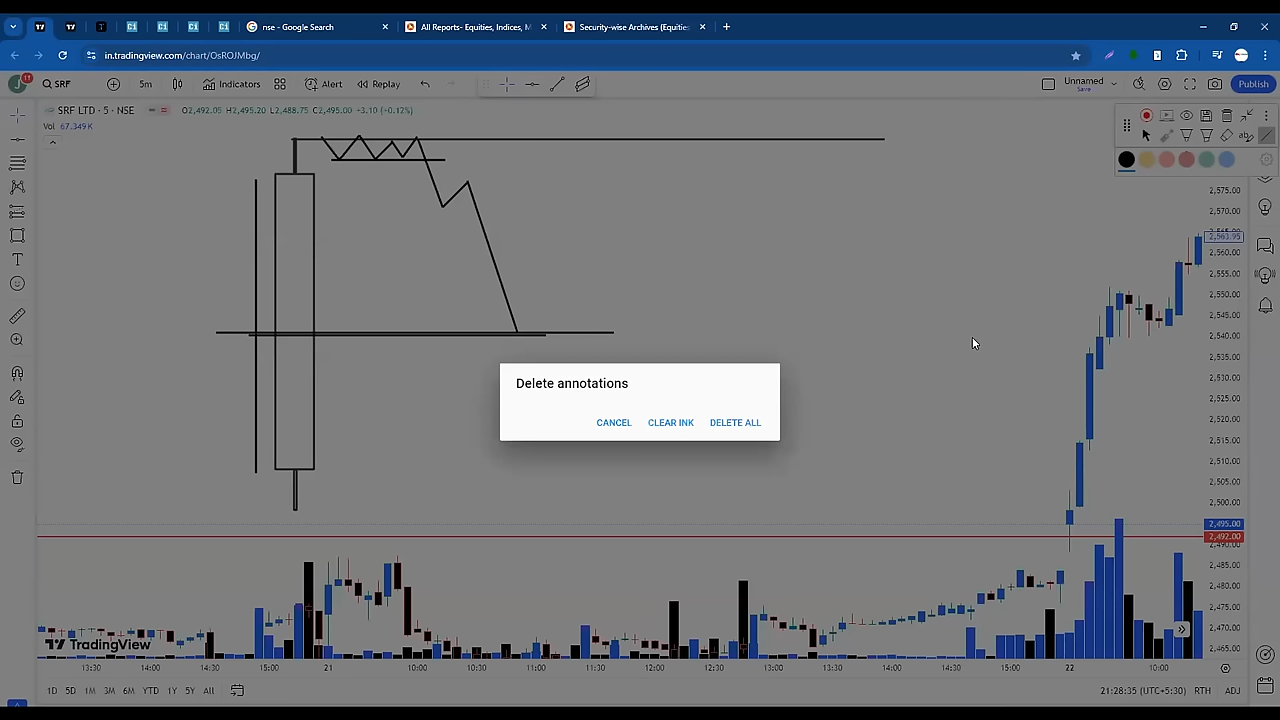 nse - Google Search
All Reports- Equities, Indices, M
Security-wise Archives (Equitie
in.tradingview.com/chart/OsROJMbg/
J
11
SRF
5m
Indicators
Alert
Replay
Unnamed
Save
Publish
SRF LTD · 5 · NSE
O2,492.05 H2,495.20 L2,488.75 C2,495.00 +3.10 (+0.12%)
Vol 67.349 K
2,575.00
2,570.00
2,563.95
2,560.00
2,555.00
2,550.00
2,545.00
2,540.00
2,535.00
2,530.00
2,525.00
2,520.00
2,515.00
2,510.00
2,505.00
2,500.00
2,495.00
2,492.00
2,485.00
2,480.00
2,475.00
2,470.00
2,465.00
Delete annotations
CANCEL CLEAR INK DELETE ALL
TradingView
13:30 14:00 14:30 15:00 21 10:00 10:30 11:00 11:30 12:00 12:30 13:00 13:30 14:00 14:30 15:00 22 10:00
1D 5D 1M 3M 6M YTD 1Y 5Y All
21:28:35 (UTC+5:30) RTH ADJ